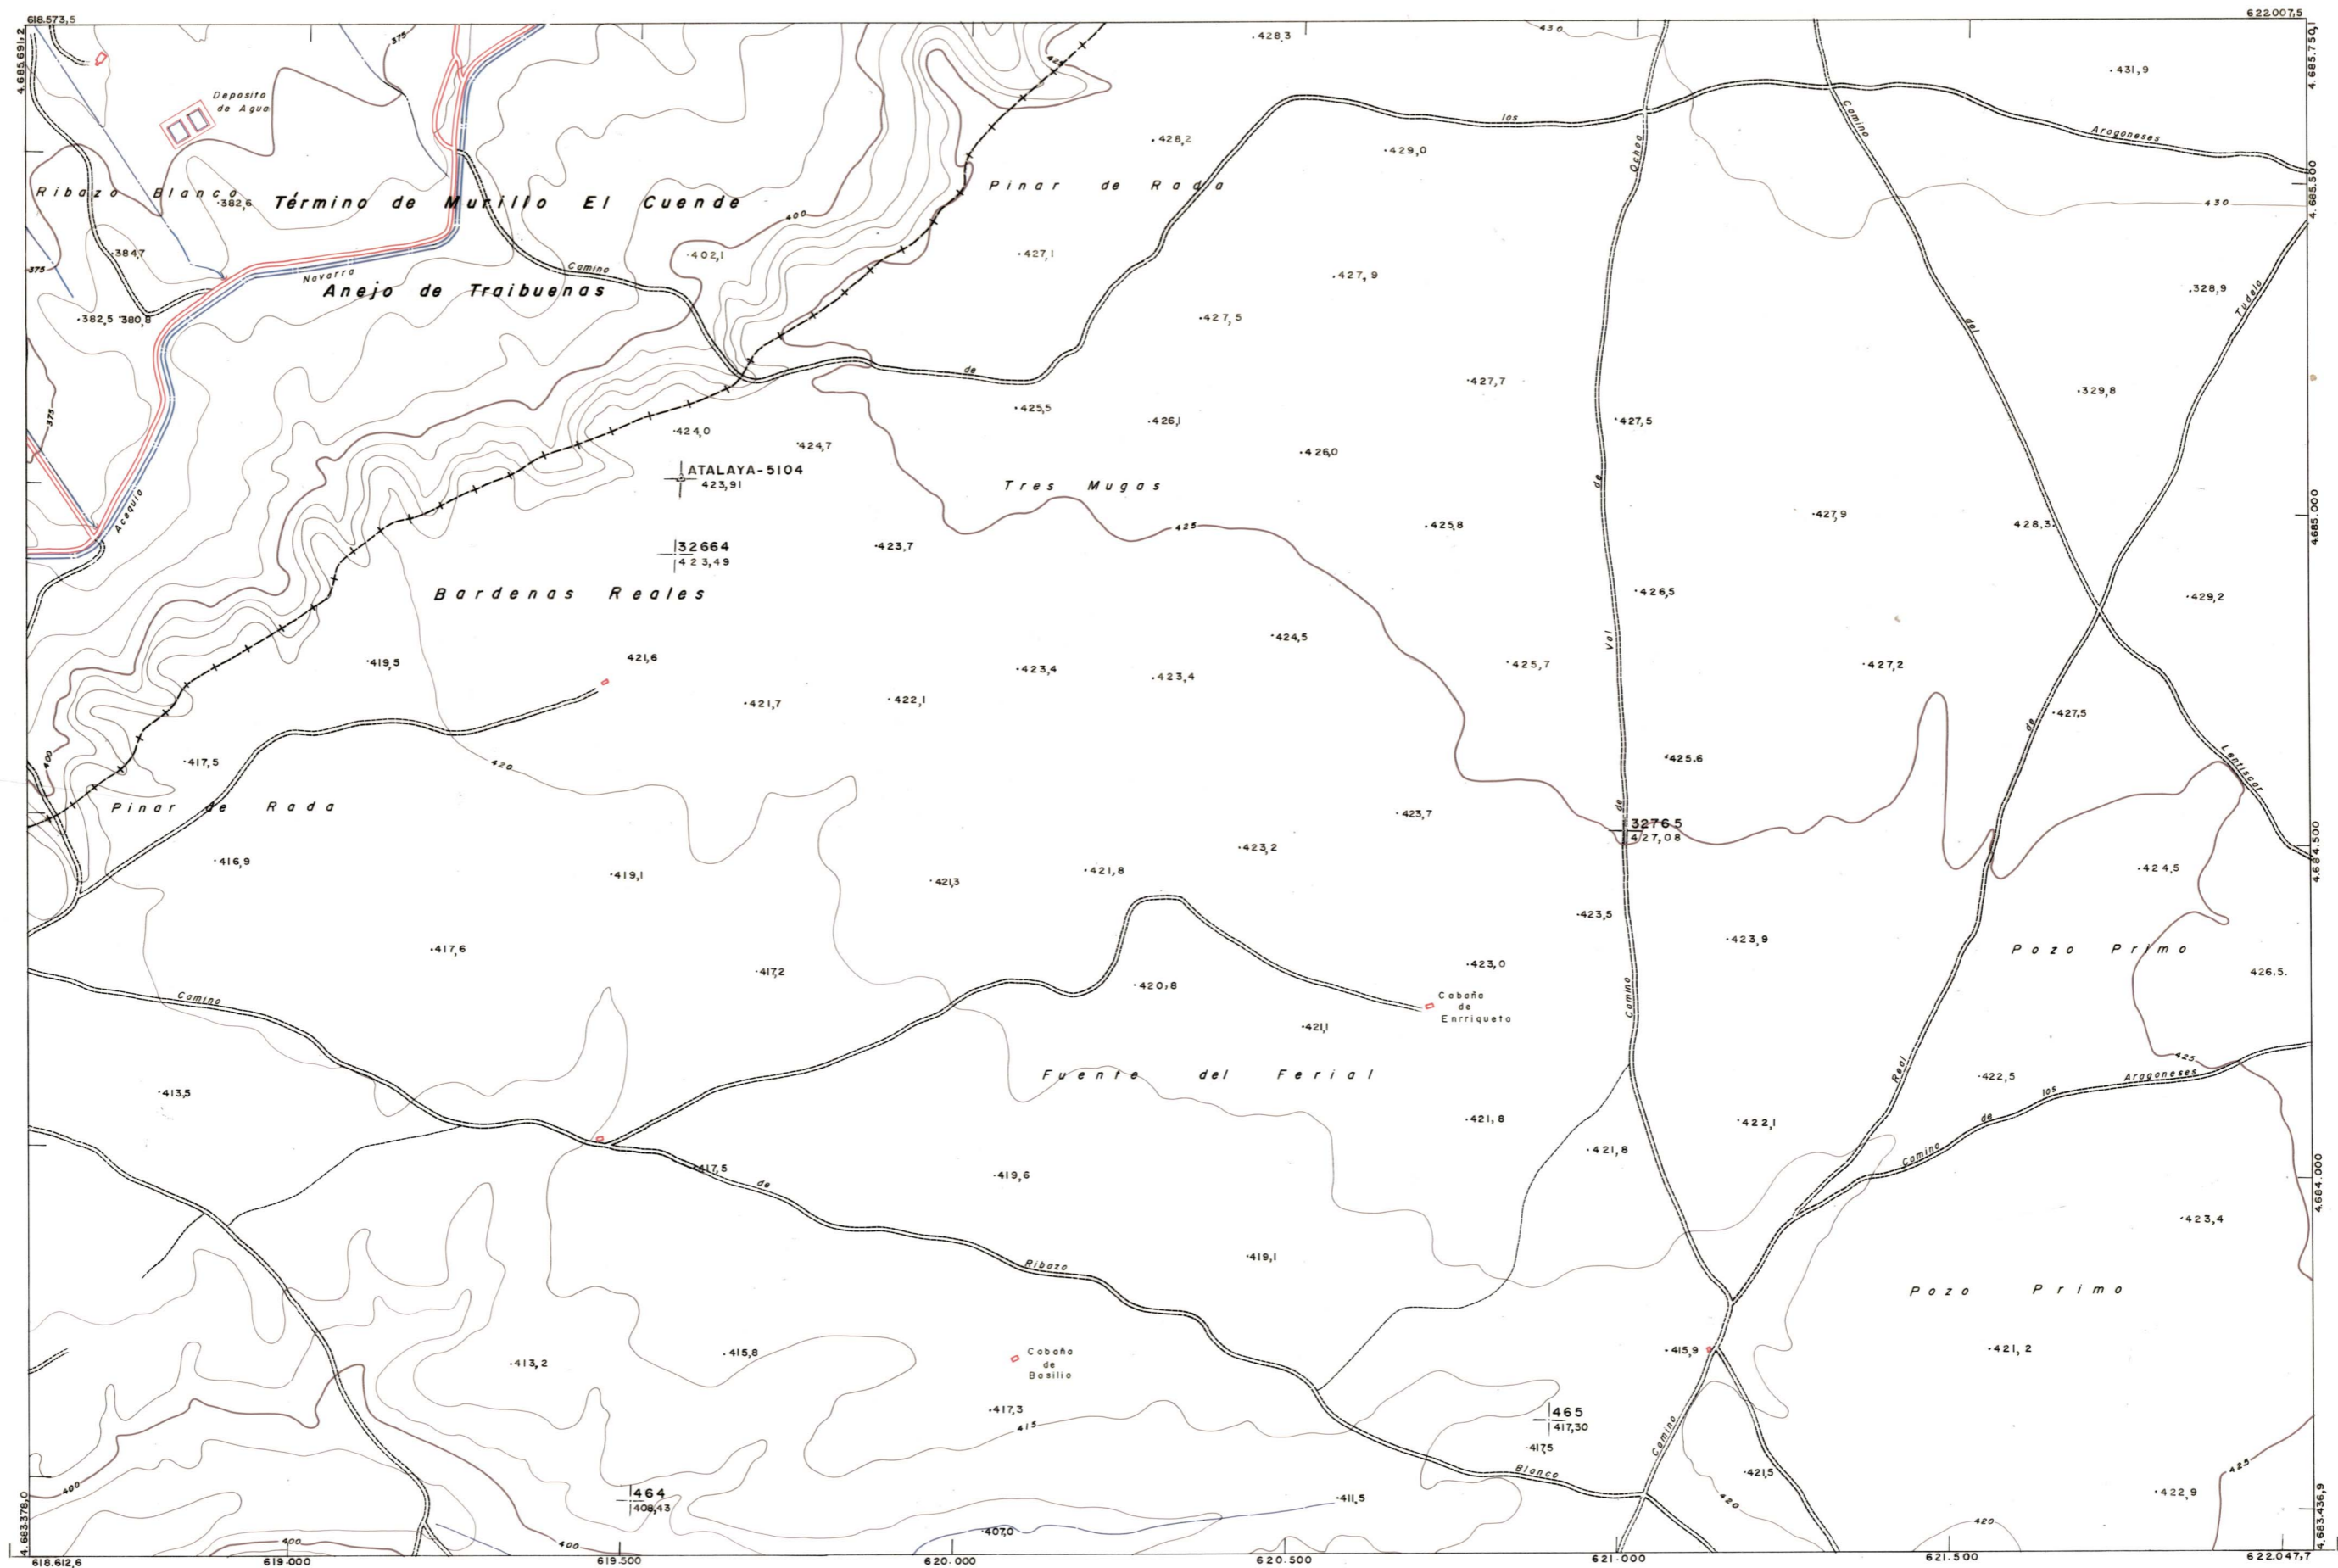 618.573,5
622007,5
4.685691,2
4.685.750,1
375
425
·428,3
430
·431,9
Deposito
de Agua
·428,2
·429,0
los
Ochoa
Camino
Aragoneses
4.685.500
Ribazo Blanco
·382,6
Término de Murillo El Cuende
400
Pinar de Rada
430
·384,7
375
Navarra
Camino
·402,1
·427,1
·427,9
·328,9
Tudela
Anejo de Traibuenas
·382,5
·380,8
·427,5
del
375
de
·427,7
·329,8
·425,5
·426,1
·427,5
·424,0
·424,7
·426,0
ATALAYA-5104
423,91
Tres Mugas
de
Acequia
425
·425,8
·427,9
428,3·
4.685.000
32664
423,49
·423,7
Bardenas Reales
·426,5
·429,2
·424,5
Val
·419,5
421,6
·423,4
·423,4
·425,7
·427,2
·421,7
·422,1
·427,5
de
400
·417,5
420
·425.6
Lentiscar
Pinar de Rada
·423,7
de
32765
427,08
·416,9
·419,1
·421,3
·421,8
·423,2
·424,5
4.684.500
·423,5
·417,6
·423,9
Pozo Primo
·417,2
·420,8
·423,0
426.5.
Camino
Cabaña
de
Enrriqueta
Camino
·421,1
425
·413,5
Fuente del Ferial
Real
·422,5
Aragoneses
los
de
·421,8
·422,1
Camino
·421,8
·417,5
de
·419,6
4.684.000
·423,4
·419,1
Ribazo
Pozo Primo
·413,2
·415,8
Cabaña
de
Basilio
·415,9
·421,2
·417,3
415
465
417,30
·417,5
Camino
Blanco
·421,5
425
400
464
408,43
·411,5
420
·422,9
·407,0
400
400
420
4.683.378,0
4.683.436,9
618.612,6
619.000
619.500
620.000
620.500
621.000
621.500
622.047,7